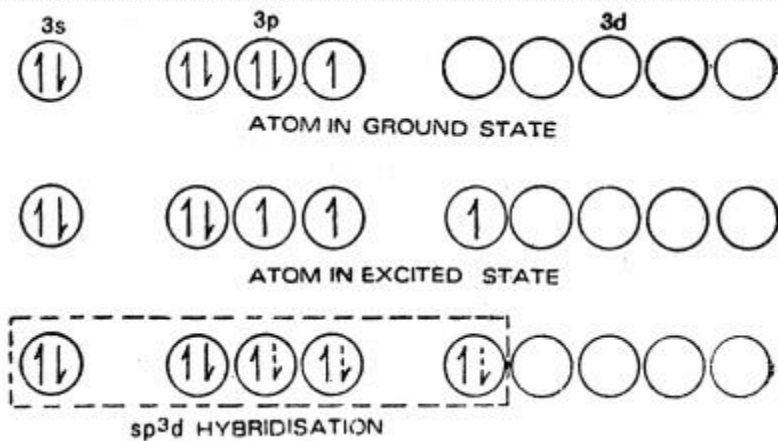 3s 3p 3d
ATOM IN GROUND STATE
ATOM IN EXCITED STATE
sp³d HYBRIDISATION